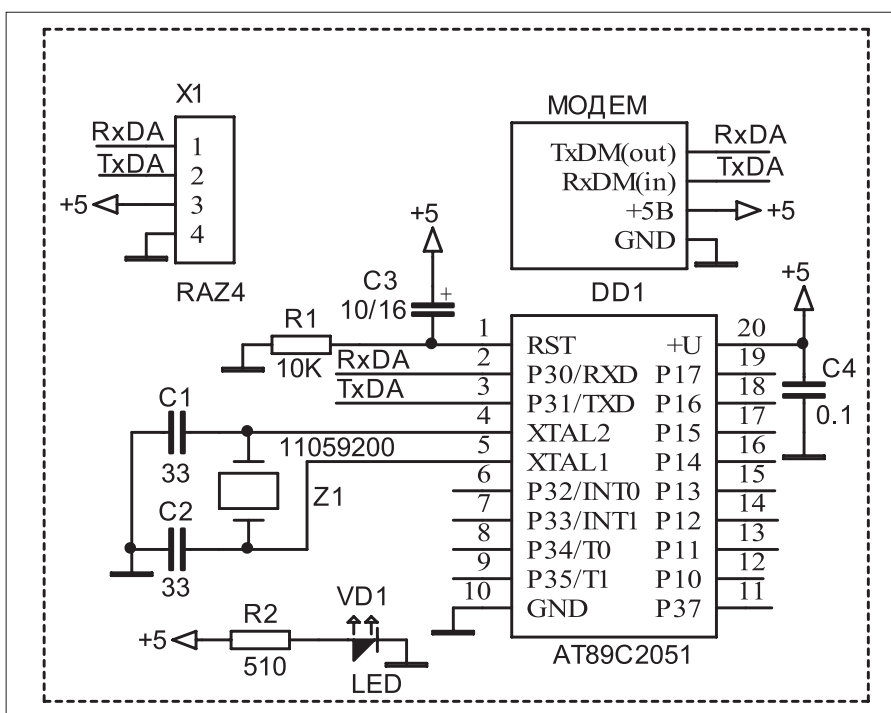 X1
RxDA
TxDA
+5
1
2
3
4
RAZ4
МОДЕМ
TxDM(out)
RxDM(in)
+5В
GND
RxDA
TxDA
+5
+5
C3
10/16
+
R1
10K
RxDA
TxDA
C1
33
C2
33
11059200
Z1
DD1
1
2
3
4
5
6
7
8
9
10
RST
P30/RXD
P31/TXD
XTAL2
XTAL1
P32/INT0
P33/INT1
P34/T0
P35/T1
GND
+U
P17
P16
P15
P14
P13
P12
P11
P10
P37
20
19
18
17
16
15
14
13
12
11
AT89C2051
+5
C4
0.1
+5
R2
510
VD1
LED